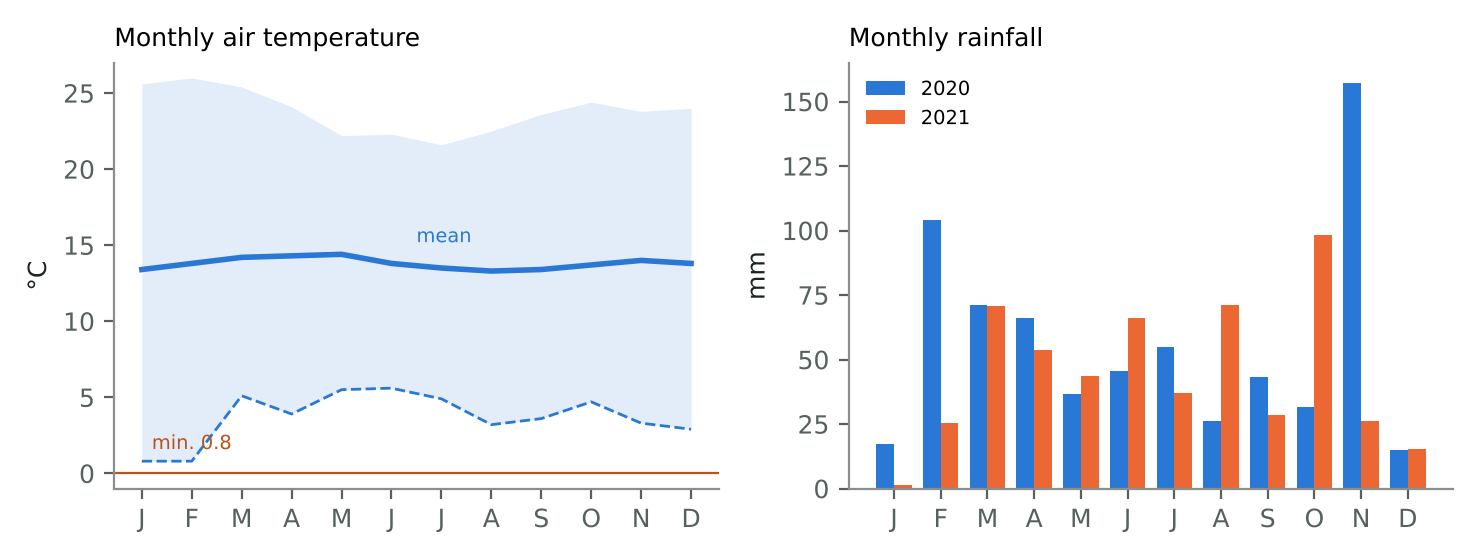 Monthly air temperature
°C
25
20
15
10
5
0
mean
min. 0.8
J F M A M J J A S O N D
Monthly rainfall
mm
150
125
100
75
50
25
0
2020
2021
J F M A M J J A S O N D